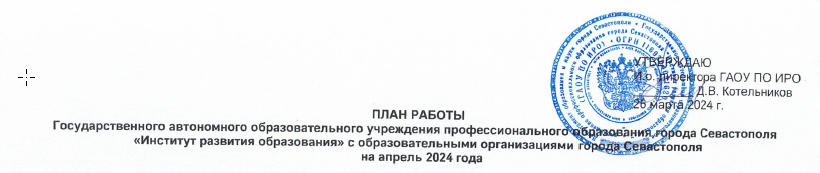 УТВЕРЖДАЮ
И.о. директора ГАОУ ПО ИРО
Д.В. Котельников
26 марта 2024 г.
ПЛАН РАБОТЫ
Государственного автономного образовательного учреждения профессионального образования города Севастополя
«Институт развития образования» с образовательными организациями города Севастополя
на апрель 2024 года